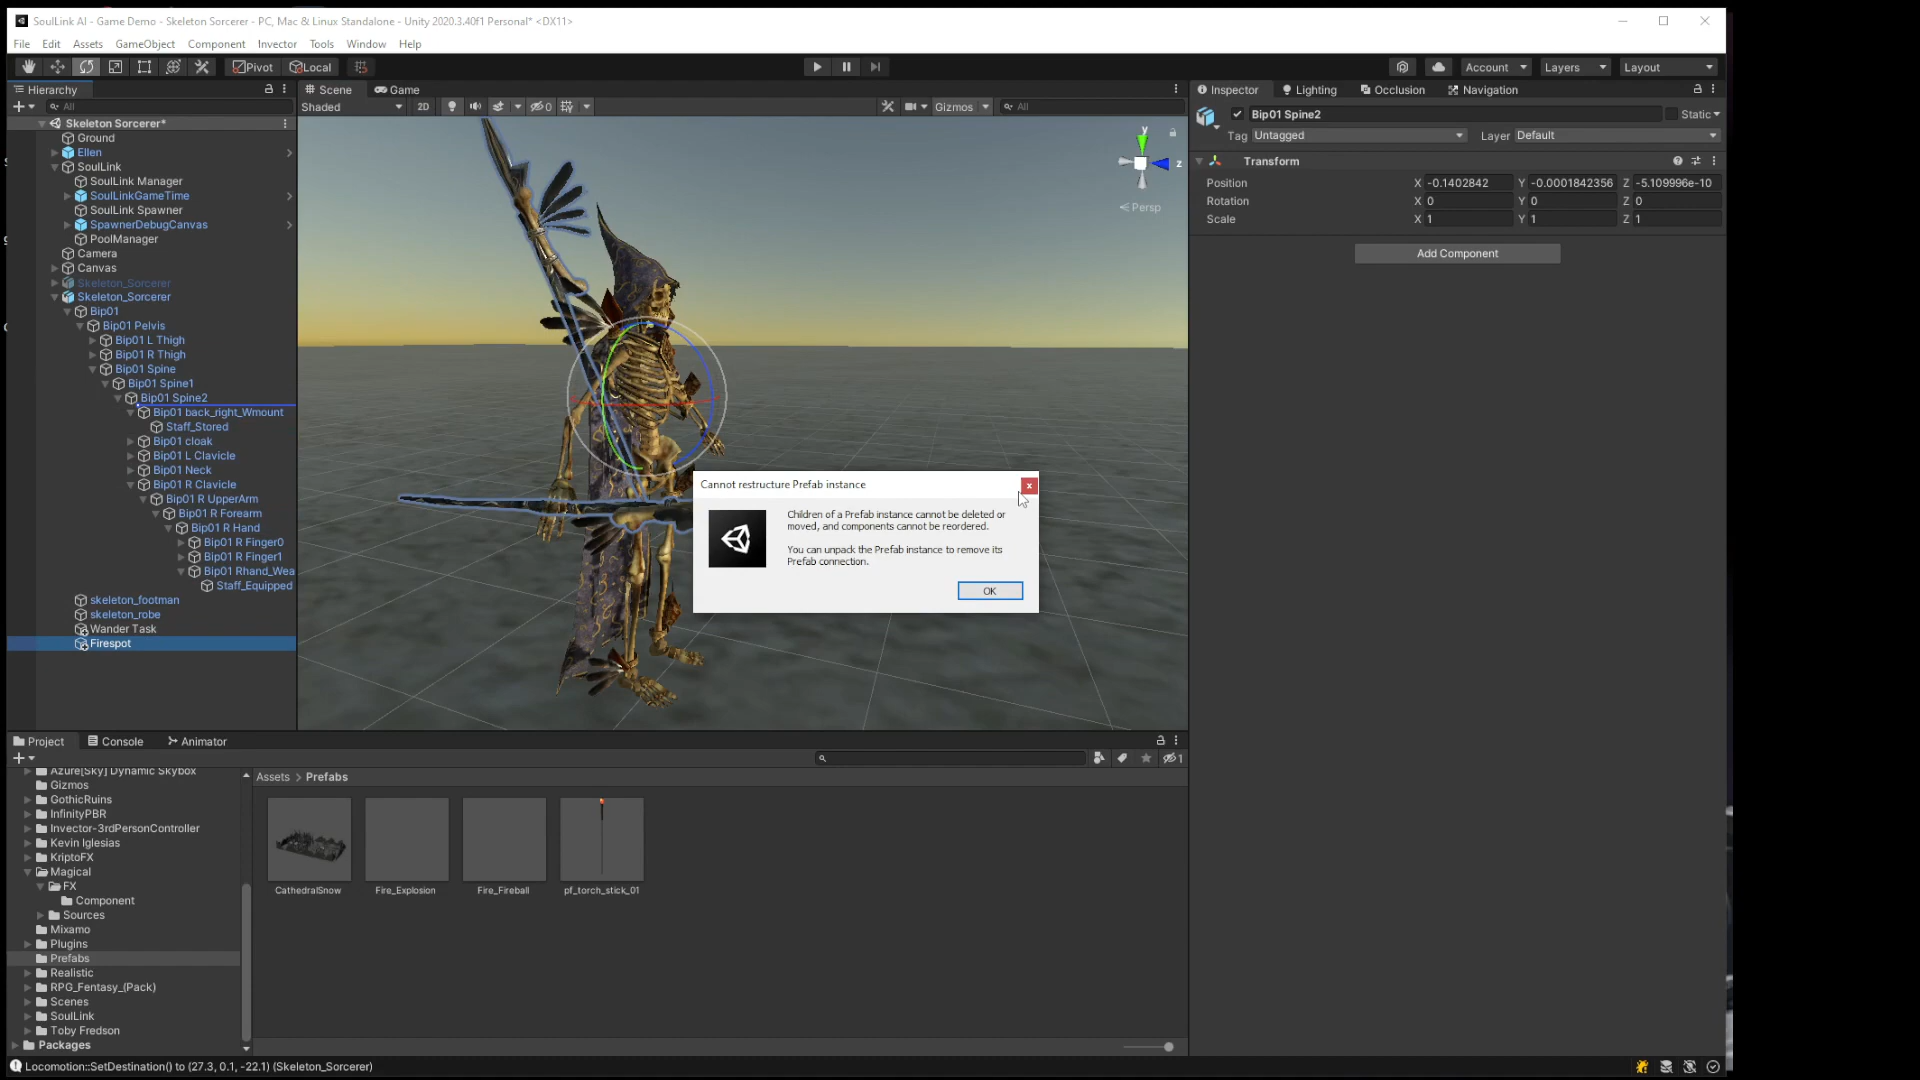 SoulLink AI - Game Demo - Skeleton Sorcerer - PC, Mac & Linux Standalone - Unity 2020.3.40f1 Personal* <DX11>
File Edit Assets GameObject Component Invector Tools Window Help
Pivot Local Account Layers Layout
Hierarchy
All
Skeleton Sorcerer*
Ground
Ellen
SoulLink
SoulLink Manager
SoulLinkGameTime
SoulLink Spawner
SpawnerDebugCanvas
PoolManager
Camera
Canvas
Skeleton_Sorcerer
Skeleton_Sorcerer
Bip01
Bip01 Pelvis
Bip01 L Thigh
Bip01 R Thigh
Bip01 Spine
Bip01 Spine1
Bip01 Spine2
Bip01 back_right_Wmount
Staff_Stored
Bip01 cloak
Bip01 L Clavicle
Bip01 Neck
Bip01 R Clavicle
Bip01 R UpperArm
Bip01 R Forearm
Bip01 R Hand
Bip01 R Finger0
Bip01 R Finger1
Bip01 Rhand_Wea
Staff_Equipped
skeleton_footman
skeleton_robe
Wander Task
Firespot
Scene Game
Shaded 2D 0 Gizmos All
y
z
Persp
Cannot restructure Prefab instance
x
Children of a Prefab instance cannot be deleted or
moved, and components cannot be reordered.
You can unpack the Prefab instance to remove its
Prefab connection.
OK
Inspector Lighting Occlusion Navigation
Bip01 Spine2 Static
Tag Untagged Layer Default
Transform
Position X -0.1402842 Y -0.0001842356 Z -5.109996e-10
Rotation X 0 Y 0 Z 0
Scale X 1 Y 1 Z 1
Add Component
Project Console Animator
1
Azure[Sky] Dynamic Skybox
Gizmos
GothicRuins
InfinityPBR
Invector-3rdPersonController
Kevin Iglesias
KriptoFX
Magical
FX
Component
Sources
Mixamo
Plugins
Prefabs
Realistic
RPG_Fantasy_(Pack)
Scenes
SoulLink
Toby Fredson
Packages
Assets > Prefabs
CathedralSnow Fire_Explosion Fire_Fireball pf_torch_stick_01
Locomotion::SetDestination() to (27.3, 0.1, -22.1) (Skeleton_Sorcerer)